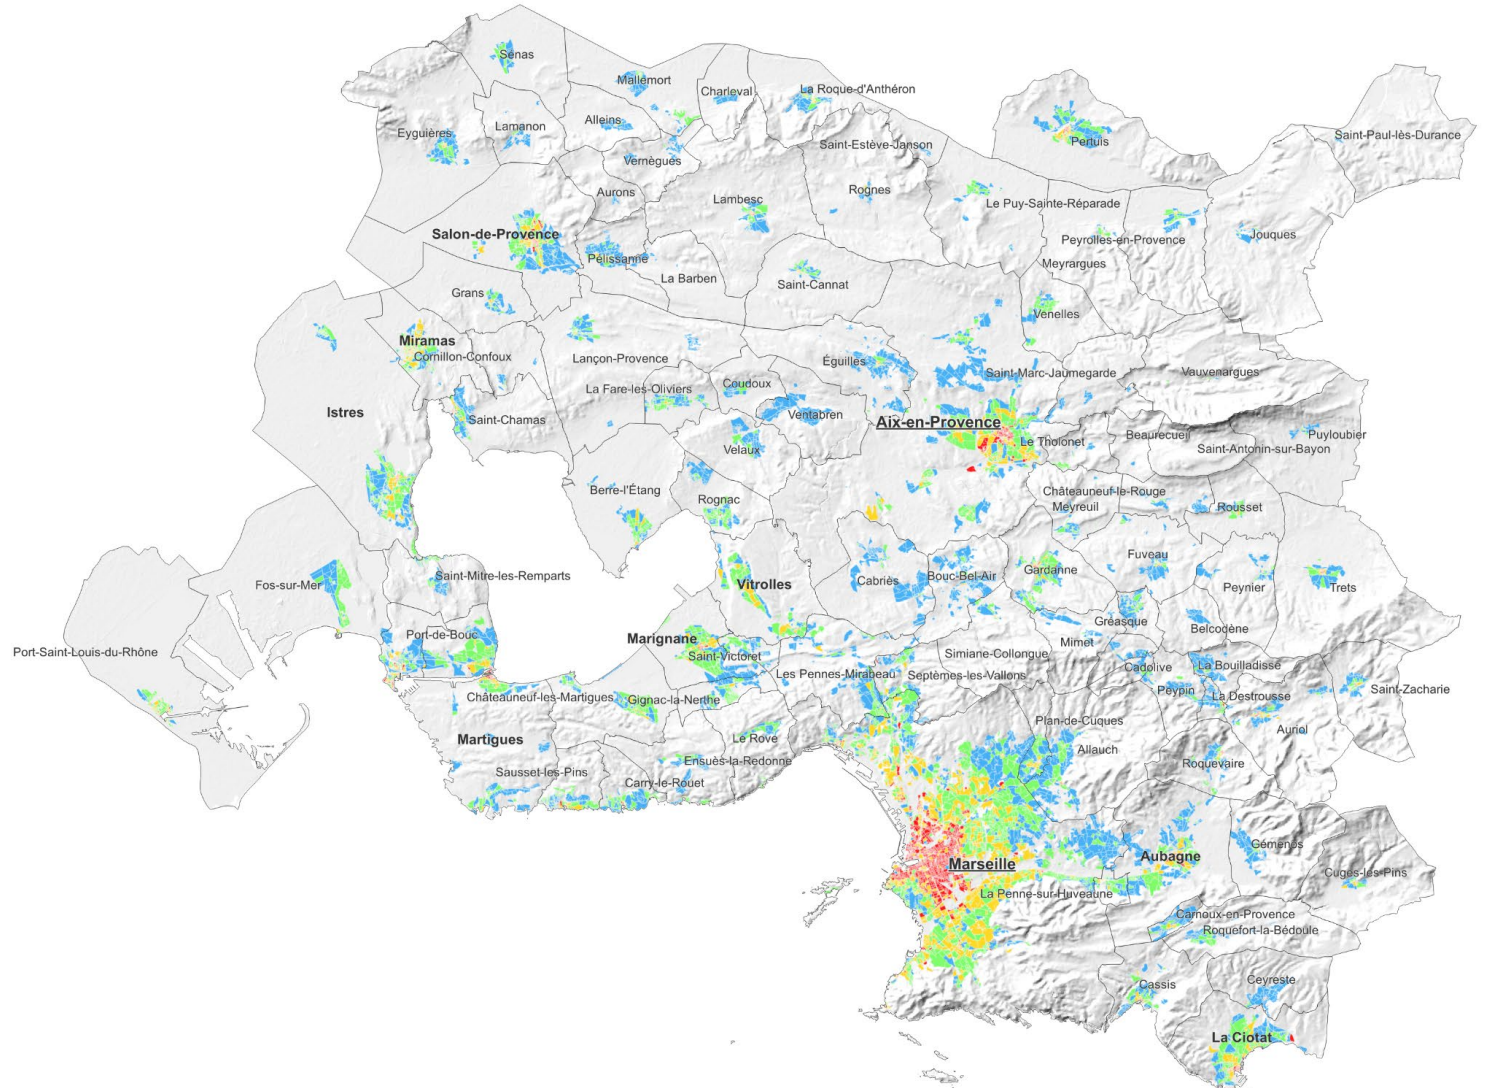 Sénas
Mallemort
Charleval
La Roque-d'Anthéron
Eyguières
Lamanon
Alleins
Saint-Paul-lès-Durance
Pertuis
Saint-Estève-Janson
Vernègues
Aurons
Lambesc
Rognes
Le Puy-Sainte-Réparade
Salon-de-Provence
Peyrolles-en-Provence
Jouques
Pélissanne
Meyrargues
La Barben
Saint-Cannat
Grans
Venelles
Miramas
Cornillon-Confoux
Lançon-Provence
Éguilles
Saint-Marc-Jaumegarde
Vauvenargues
La Fare-les-Oliviers
Coudoux
Istres
Saint-Chamas
Ventabren
Aix-en-Provence
Le Tholonet
Beaurecueil
Puyloubier
Saint-Antonin-sur-Bayon
Velaux
Berre-l'Étang
Rognac
Châteauneuf-le-Rouge
Meyreuil
Rousset
Fuveau
Saint-Mitre-les-Remparts
Fos-sur-Mer
Vitrolles
Cabriès
Bouc-Bel-Air
Gardanne
Peynier
Trets
Gréasque
Belcodène
Port-de-Bouc
Marignane
Mimet
Port-Saint-Louis-du-Rhône
Saint-Victoret
Simiane-Collongue
Cadolive
La Bouilladisse
Les Pennes-Mirabeau
Septèmes-les-Vallons
Peypin
La Destrousse
Saint-Zacharie
Châteauneuf-les-Martigues
Gignac-la-Nerthe
Plan-de-Cuques
Auriol
Martigues
Le Rove
Allauch
Ensuès-la-Redonne
Roquevaire
Sausset-les-Pins
Carry-le-Rouet
Gémenos
Aubagne
Marseille
Cuges-les-Pins
La Penne-sur-Huveaune
Carnoux-en-Provence
Roquefort-la-Bédoule
Cassis
Ceyreste
La Ciotat